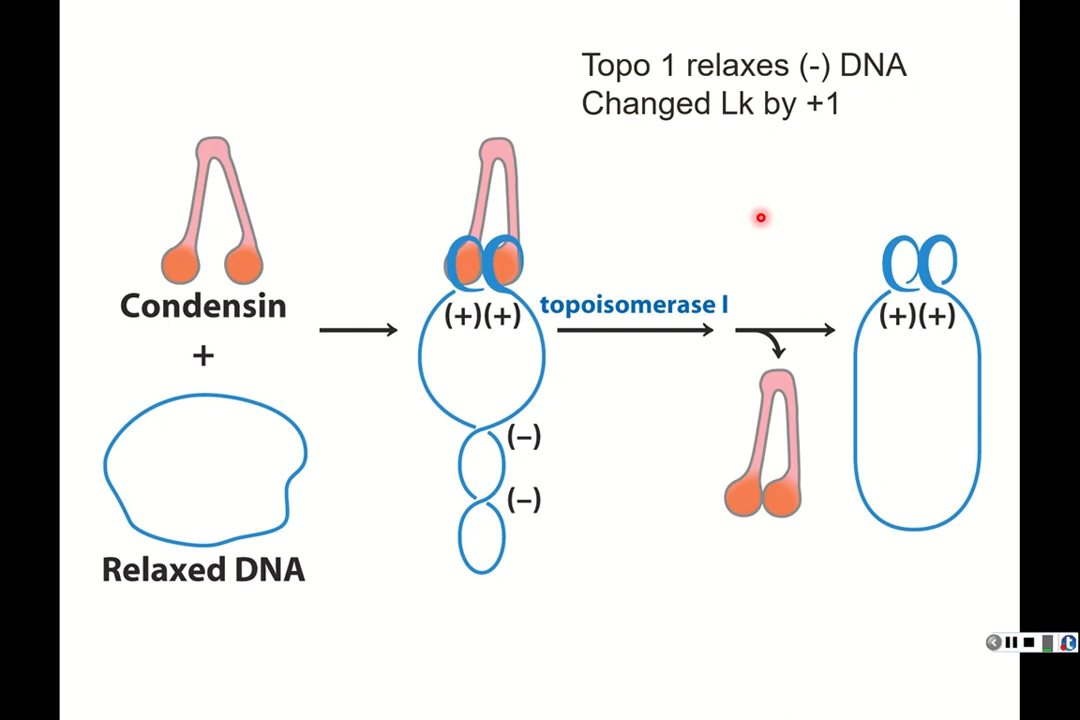 Topo 1 relaxes (-) DNA
Changed Lk by +1
Condensin
+
Relaxed DNA
(+)(+)
(–)
(–)
topoisomerase I
(+)(+)